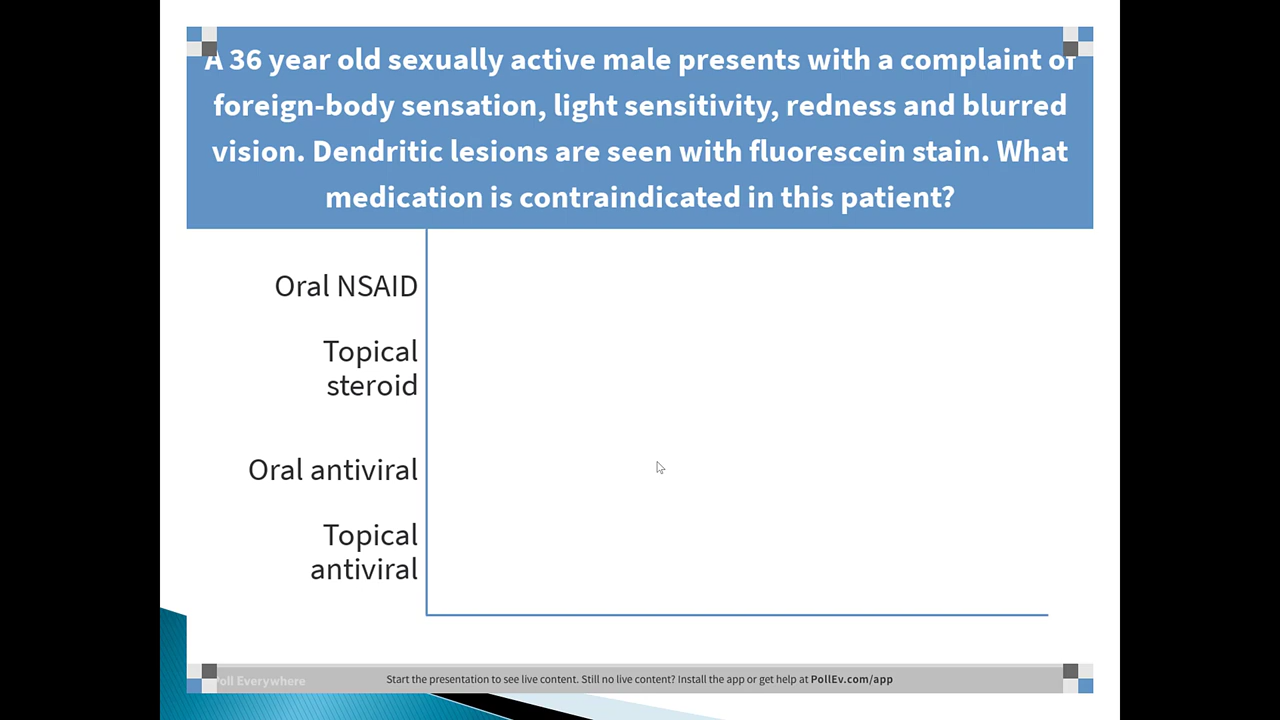 A 36 year old sexually active male presents with a complaint of
foreign-body sensation, light sensitivity, redness and blurred
vision. Dendritic lesions are seen with fluorescein stain. What
medication is contraindicated in this patient?
Oral NSAID
Topical
steroid
Oral antiviral
Topical
antiviral
Poll Everywhere
Start the presentation to see live content. Still no live content? Install the app or get help at PollEv.com/app